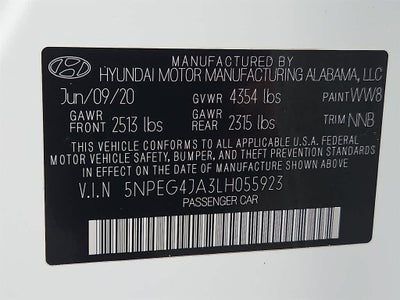 MANUFACTURED BY
HYUNDAI MOTOR MANUFACTURING ALABAMA, LLC
Jun/09/20 GVWR 4354 lbs PAINT WW8
GAWR FRONT 2513 lbs GAWR REAR 2315 lbs TRIM NNB
THIS VEHICLE CONFORMS TO ALL APPLICABLE U.S.A FEDERAL
MOTOR VEHICLE SAFETY, BUMPER, AND THEFT PREVENTION STANDARDS
IN EFFECT ON THE DATE OF MANUFACTURE SHOWN ABOVE.
V.I.N 5NPEG4JA3LH055923
PASSENGER CAR